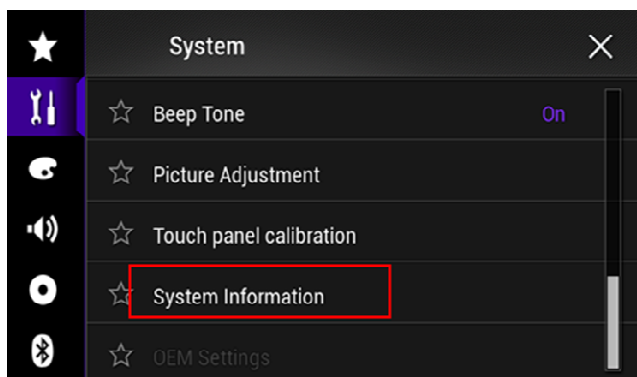 System
Beep Tone On
Picture Adjustment
Touch panel calibration
System Information
OEM Settings